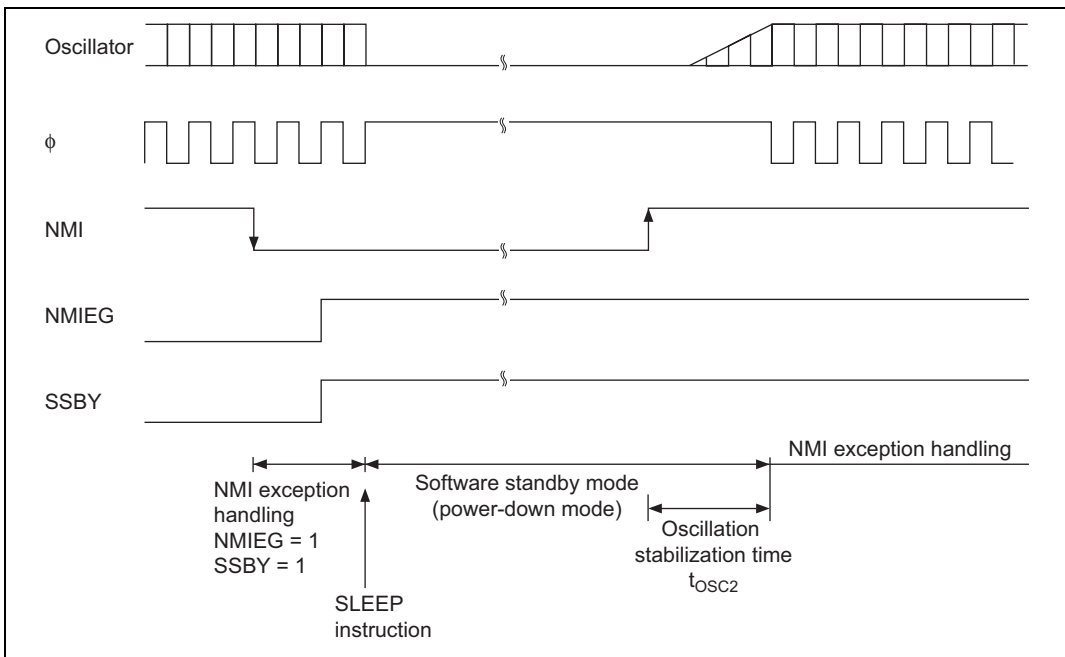 Oscillator
ϕ
NMI
NMIEG
SSBY
NMI exception handling
NMI exception
handling
NMIEG = 1
SSBY = 1
Software standby mode
(power-down mode)
Oscillation
stabilization time
tOSC2
SLEEP
instruction